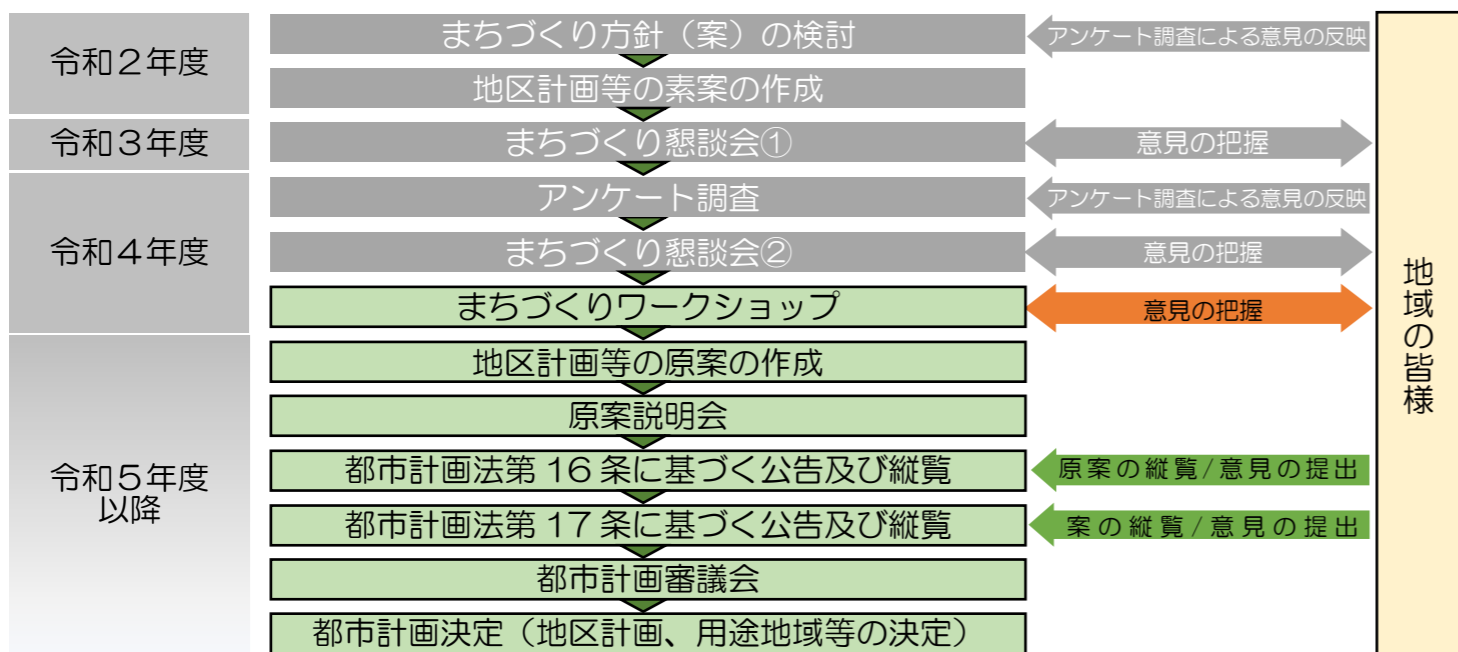 令和２年度
まちづくり方針（案）の検討
アンケート調査による意見の反映
地区計画等の素案の作成
令和３年度
まちづくり懇談会①
意見の把握
令和４年度
アンケート調査
アンケート調査による意見の反映
まちづくり懇談会②
意見の把握
まちづくりワークショップ
意見の把握
令和５年度
以降
地区計画等の原案の作成
原案説明会
都市計画法第 16 条に基づく公告及び縦覧
原案の縦覧/意見の提出
都市計画法第 17 条に基づく公告及び縦覧
案の縦覧/意見の提出
都市計画審議会
都市計画決定（地区計画、用途地域等の決定）
地域の皆様